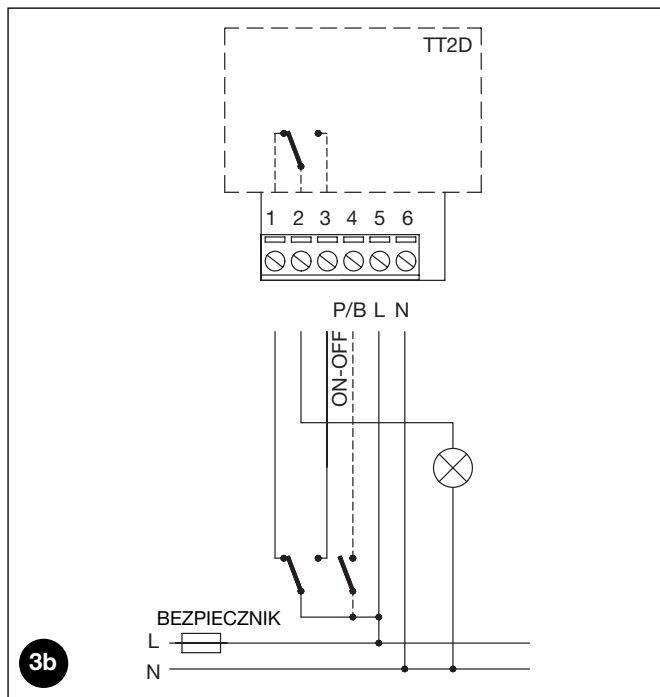 TT2D
1 2 3 4 5 6
P/B L N
ON-OFF
BEZPIECZNIK
L
N
3b